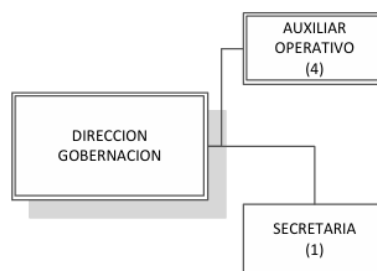 AUXILIAR
OPERATIVO
(4)
DIRECCION
GOBERNACION
SECRETARIA
(1)